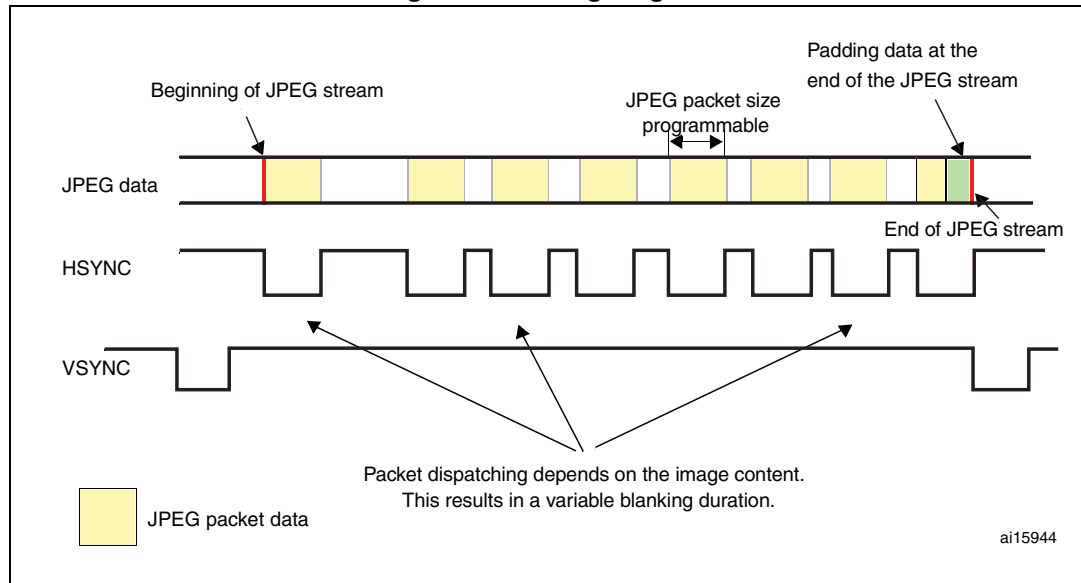 Padding data at the
end of the JPEG stream
Beginning of JPEG stream
JPEG packet size
programmable
JPEG data
End of JPEG stream
HSYNC
VSYNC
Packet dispatching depends on the image content.
This results in a variable blanking duration.
JPEG packet data
ai15944